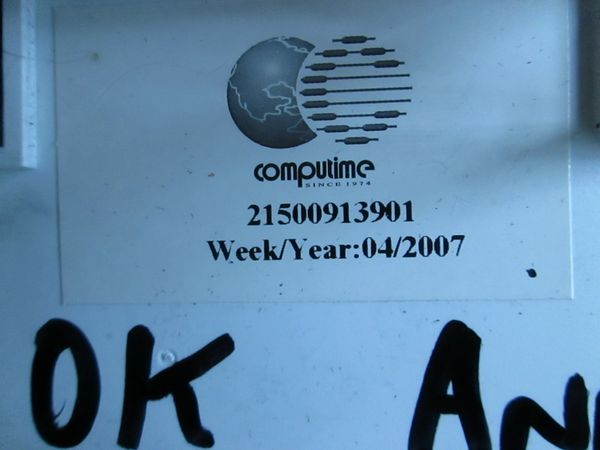 computime
SINCE 1974
21500913901
Week/Year:04/2007
OK